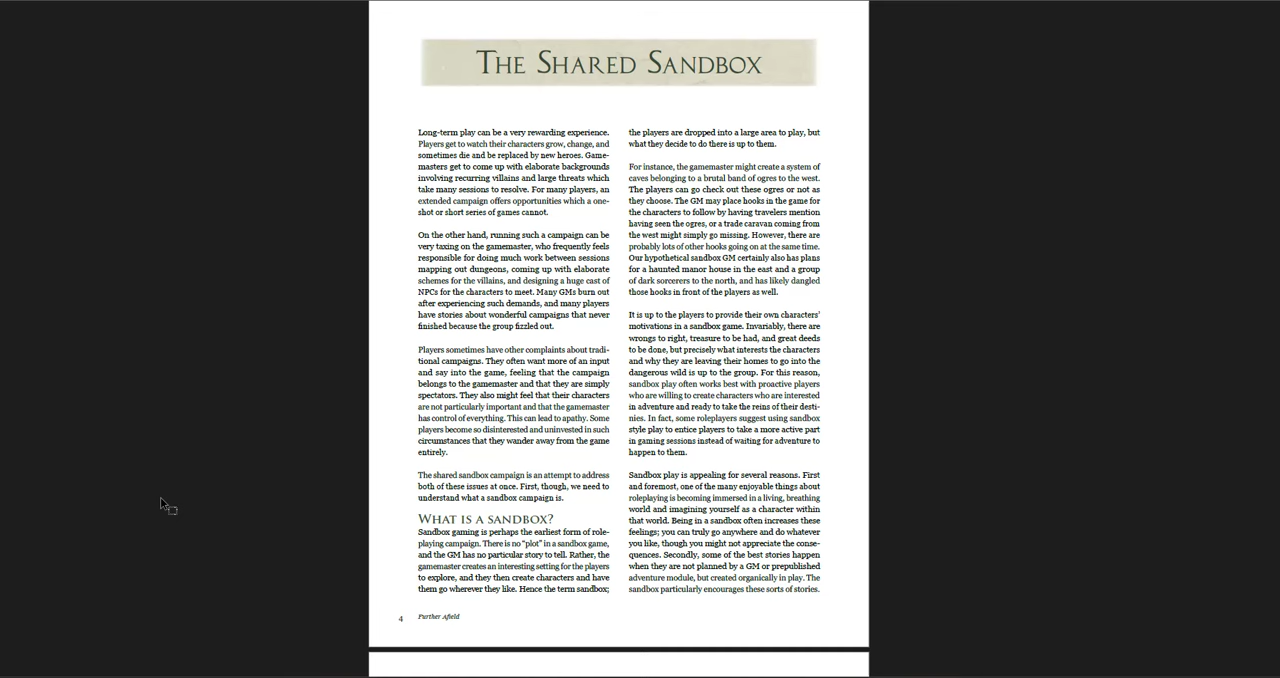 The Shared Sandbox
Long-term play can be a very rewarding experience.
Players get to watch their characters grow, change, and
sometimes die and be replaced by new heroes. Game-
masters get to come up with elaborate backgrounds
involving recurring villains and large threats which
take many sessions to resolve. For many players, an
extended campaign offers opportunities which a one-
shot or short series of games cannot.
On the other hand, running such a campaign can be
very taxing on the gamemaster, who frequently feels
responsible for doing much work between sessions
mapping out dungeons, coming up with elaborate
schemes for the villains, and designing a huge cast of
NPCs for the characters to meet. Many GMs burn out
after experiencing such demands, and many players
have stories about wonderful campaigns that never
finished because the group fizzled out.
Players sometimes have other complaints about tradi-
tional campaigns. They often want more of an input
and say into the game, feeling that the campaign
belongs to the gamemaster and that they are simply
spectators. They also might feel that their characters
are not particularly important and that the gamemaster
has control of everything. This can lead to apathy. Some
players become so disinterested and uninvested in such
circumstances that they wander away from the game
entirely.
The shared sandbox campaign is an attempt to address
both of these issues at once. First, though, we need to
understand what a sandbox campaign is.
What is a Sandbox?
Sandbox gaming is perhaps the earliest form of role-
playing campaign. There is no “plot” in a sandbox game,
and the GM has no particular story to tell. Rather, the
gamemaster creates an interesting setting for the players
to explore, and they then create characters and have
them go wherever they like. Hence the term sandbox;
the players are dropped into a large area to play, but
what they decide to do there is up to them.
For instance, the gamemaster might create a system of
caves belonging to a brutal band of ogres to the west.
The players can go check out these ogres or not as
they choose. The GM may place hooks in the game for
the characters to follow by having travelers mention
having seen the ogres, or a trade caravan coming from
the west might simply go missing. However, there are
probably lots of other hooks going on at the same time.
Our hypothetical sandbox GM certainly also has plans
for a haunted manor house in the east and a group
of dark sorcerers to the north, and has likely dangled
those hooks in front of the players as well.
It is up to the players to provide their own characters’
motivations in a sandbox game. Invariably, there are
wrongs to right, treasure to be had, and great deeds
to be done, but precisely what interests the characters
and why they are leaving their homes to go into the
dangerous wild is up to the group. For this reason,
sandbox play often works best with proactive players
who are willing to create characters who are interested
in adventure and ready to take the reins of their desti-
nies. In fact, some roleplayers suggest using sandbox
style play to entice players to take a more active part
in gaming sessions instead of waiting for adventure to
happen to them.
Sandbox play is appealing for several reasons. First
and foremost, one of the many enjoyable things about
roleplaying is becoming immersed in a living, breathing
world and imagining yourself as a character within
that world. Being in a sandbox often increases these
feelings; you can truly go anywhere and do whatever
you like, though you might not appreciate the conse-
quences. Secondly, some of the best stories happen
when they are not planned by a GM or prepublished
adventure module, but created organically in play. The
sandbox particularly encourages these sorts of stories.
4 Further Afield